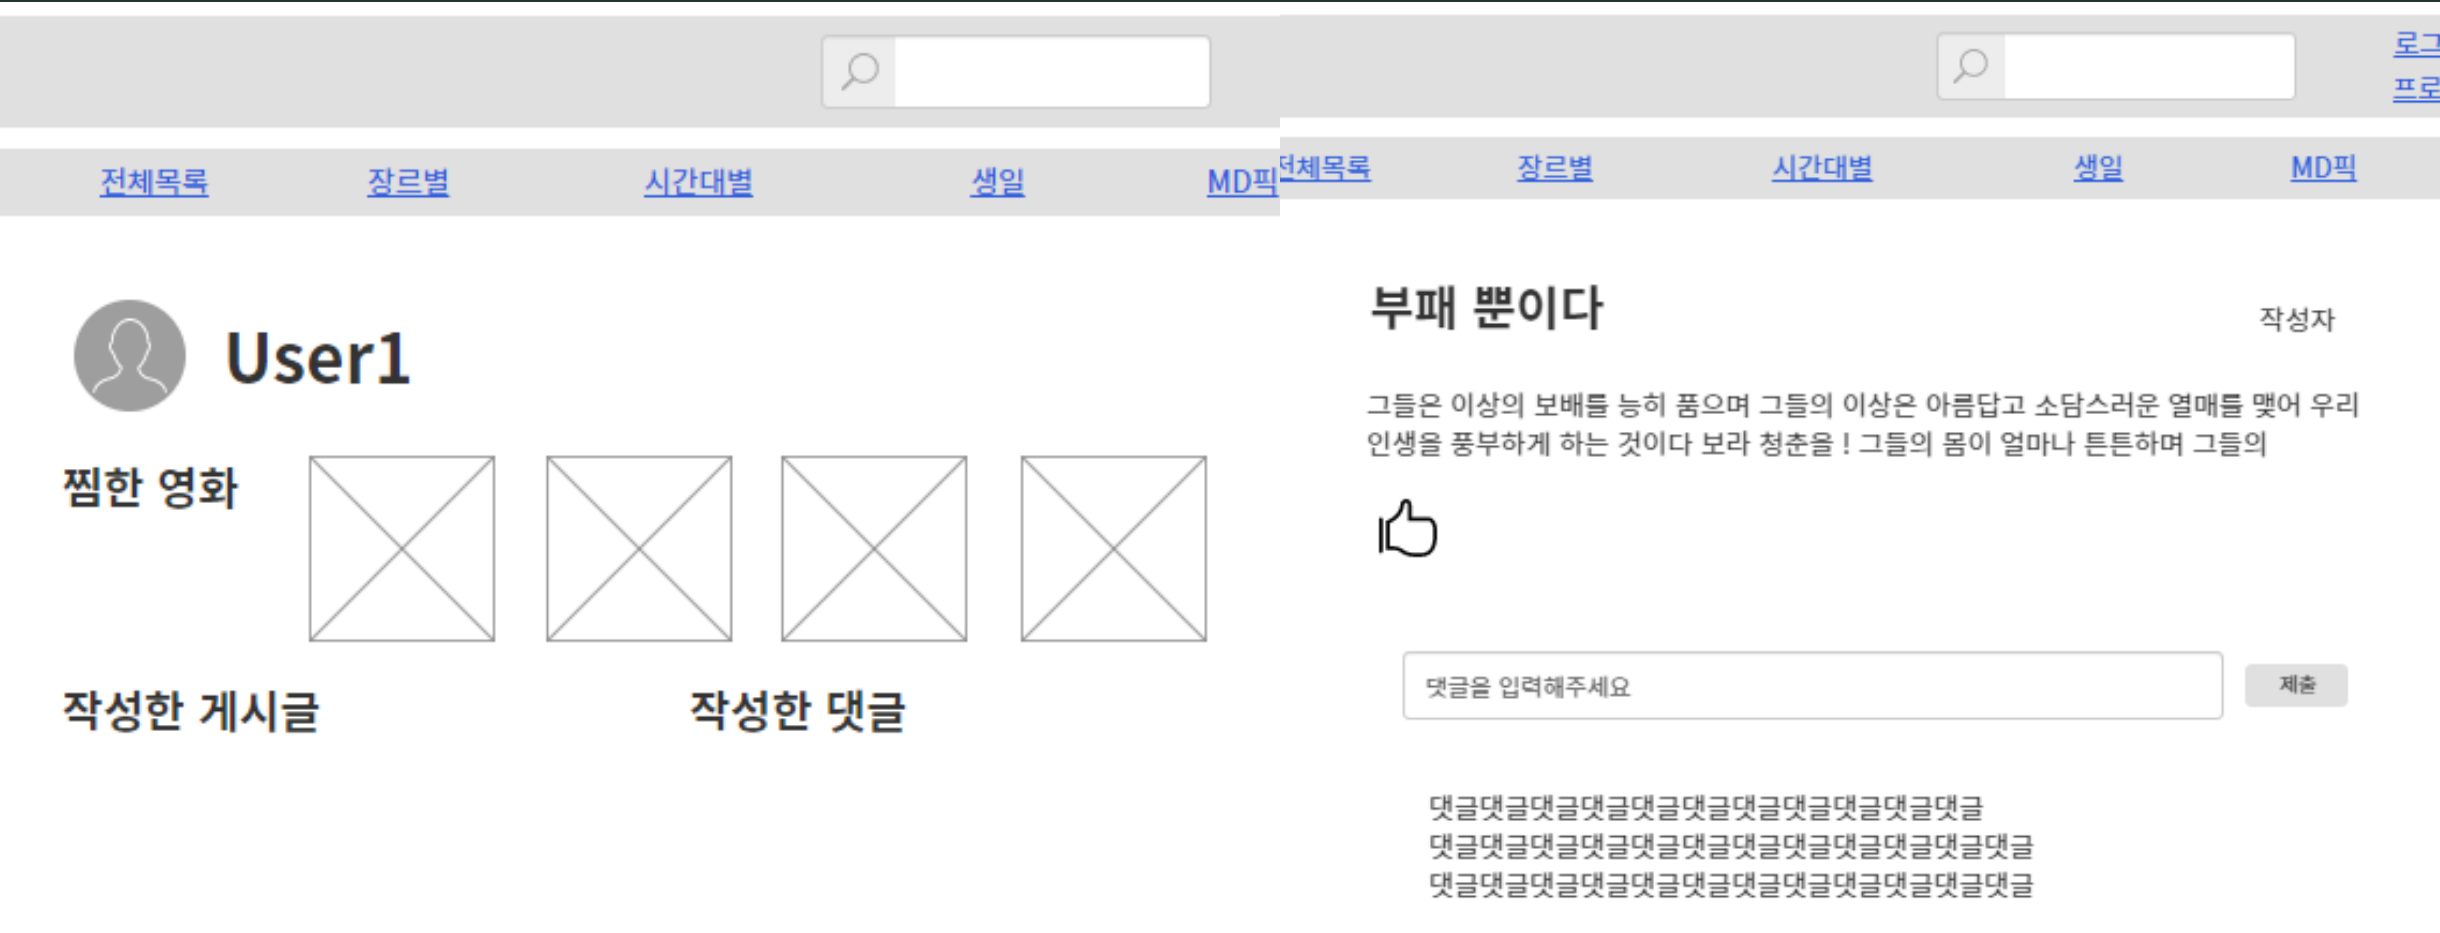 전체목록 장르별 시간대별 생일 MD픽
User1
찜한 영화
작성한 게시글 작성한 댓글
로그
프로
전체목록 장르별 시간대별 생일 MD픽
부패 뿐이다
작성자
그들은 이상의 보배를 능히 품으며 그들의 이상은 아름답고 소담스러운 열매를 맺어 우리
인생을 풍부하게 하는 것이다 보라 청춘을 ! 그들의 몸이 얼마나 튼튼하며 그들의
댓글을 입력해주세요 제출
댓글댓글댓글댓글댓글댓글댓글댓글댓글댓글댓글
댓글댓글댓글댓글댓글댓글댓글댓글댓글댓글댓글댓글
댓글댓글댓글댓글댓글댓글댓글댓글댓글댓글댓글댓글